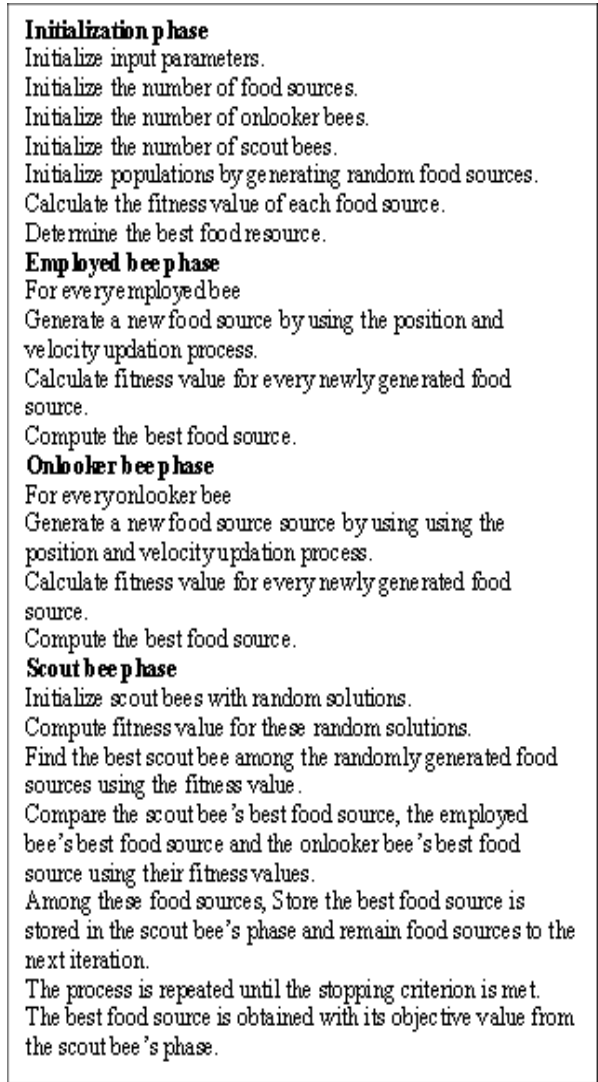 Initialization phase
Initialize input parameters.
Initialize the number of food sources.
Initialize the number of onlooker bees.
Initialize the number of scout bees.
Initialize populations by generating random food sources.
Calculate the fitness value of each food source.
Determine the best food resource.
Employed bee phase
For every employed bee
Generate a new food source by using the position and
velocity updation process.
Calculate fitness value for every newly generated food
source.
Compute the best food source.
Onlooker bee phase
For every onlooker bee
Generate a new food source source by using using the
position and velocity updation process.
Calculate fitness value for every newly generated food
source.
Compute the best food source.
Scout bee phase
Initialize scout bees with random solutions.
Compute fitness value for these random solutions.
Find the best scout bee among the randomly generated food
sources using the fitness value.
Compare the scout bee's best food source, the employed
bee's best food source and the onlooker bee's best food
source using their fitness values.
Among these food sources, Store the best food source is
stored in the scout bee's phase and remain food sources to the
next iteration.
The process is repeated until the stopping criterion is met.
The best food source is obtained with its objective value from
the scout bee's phase.